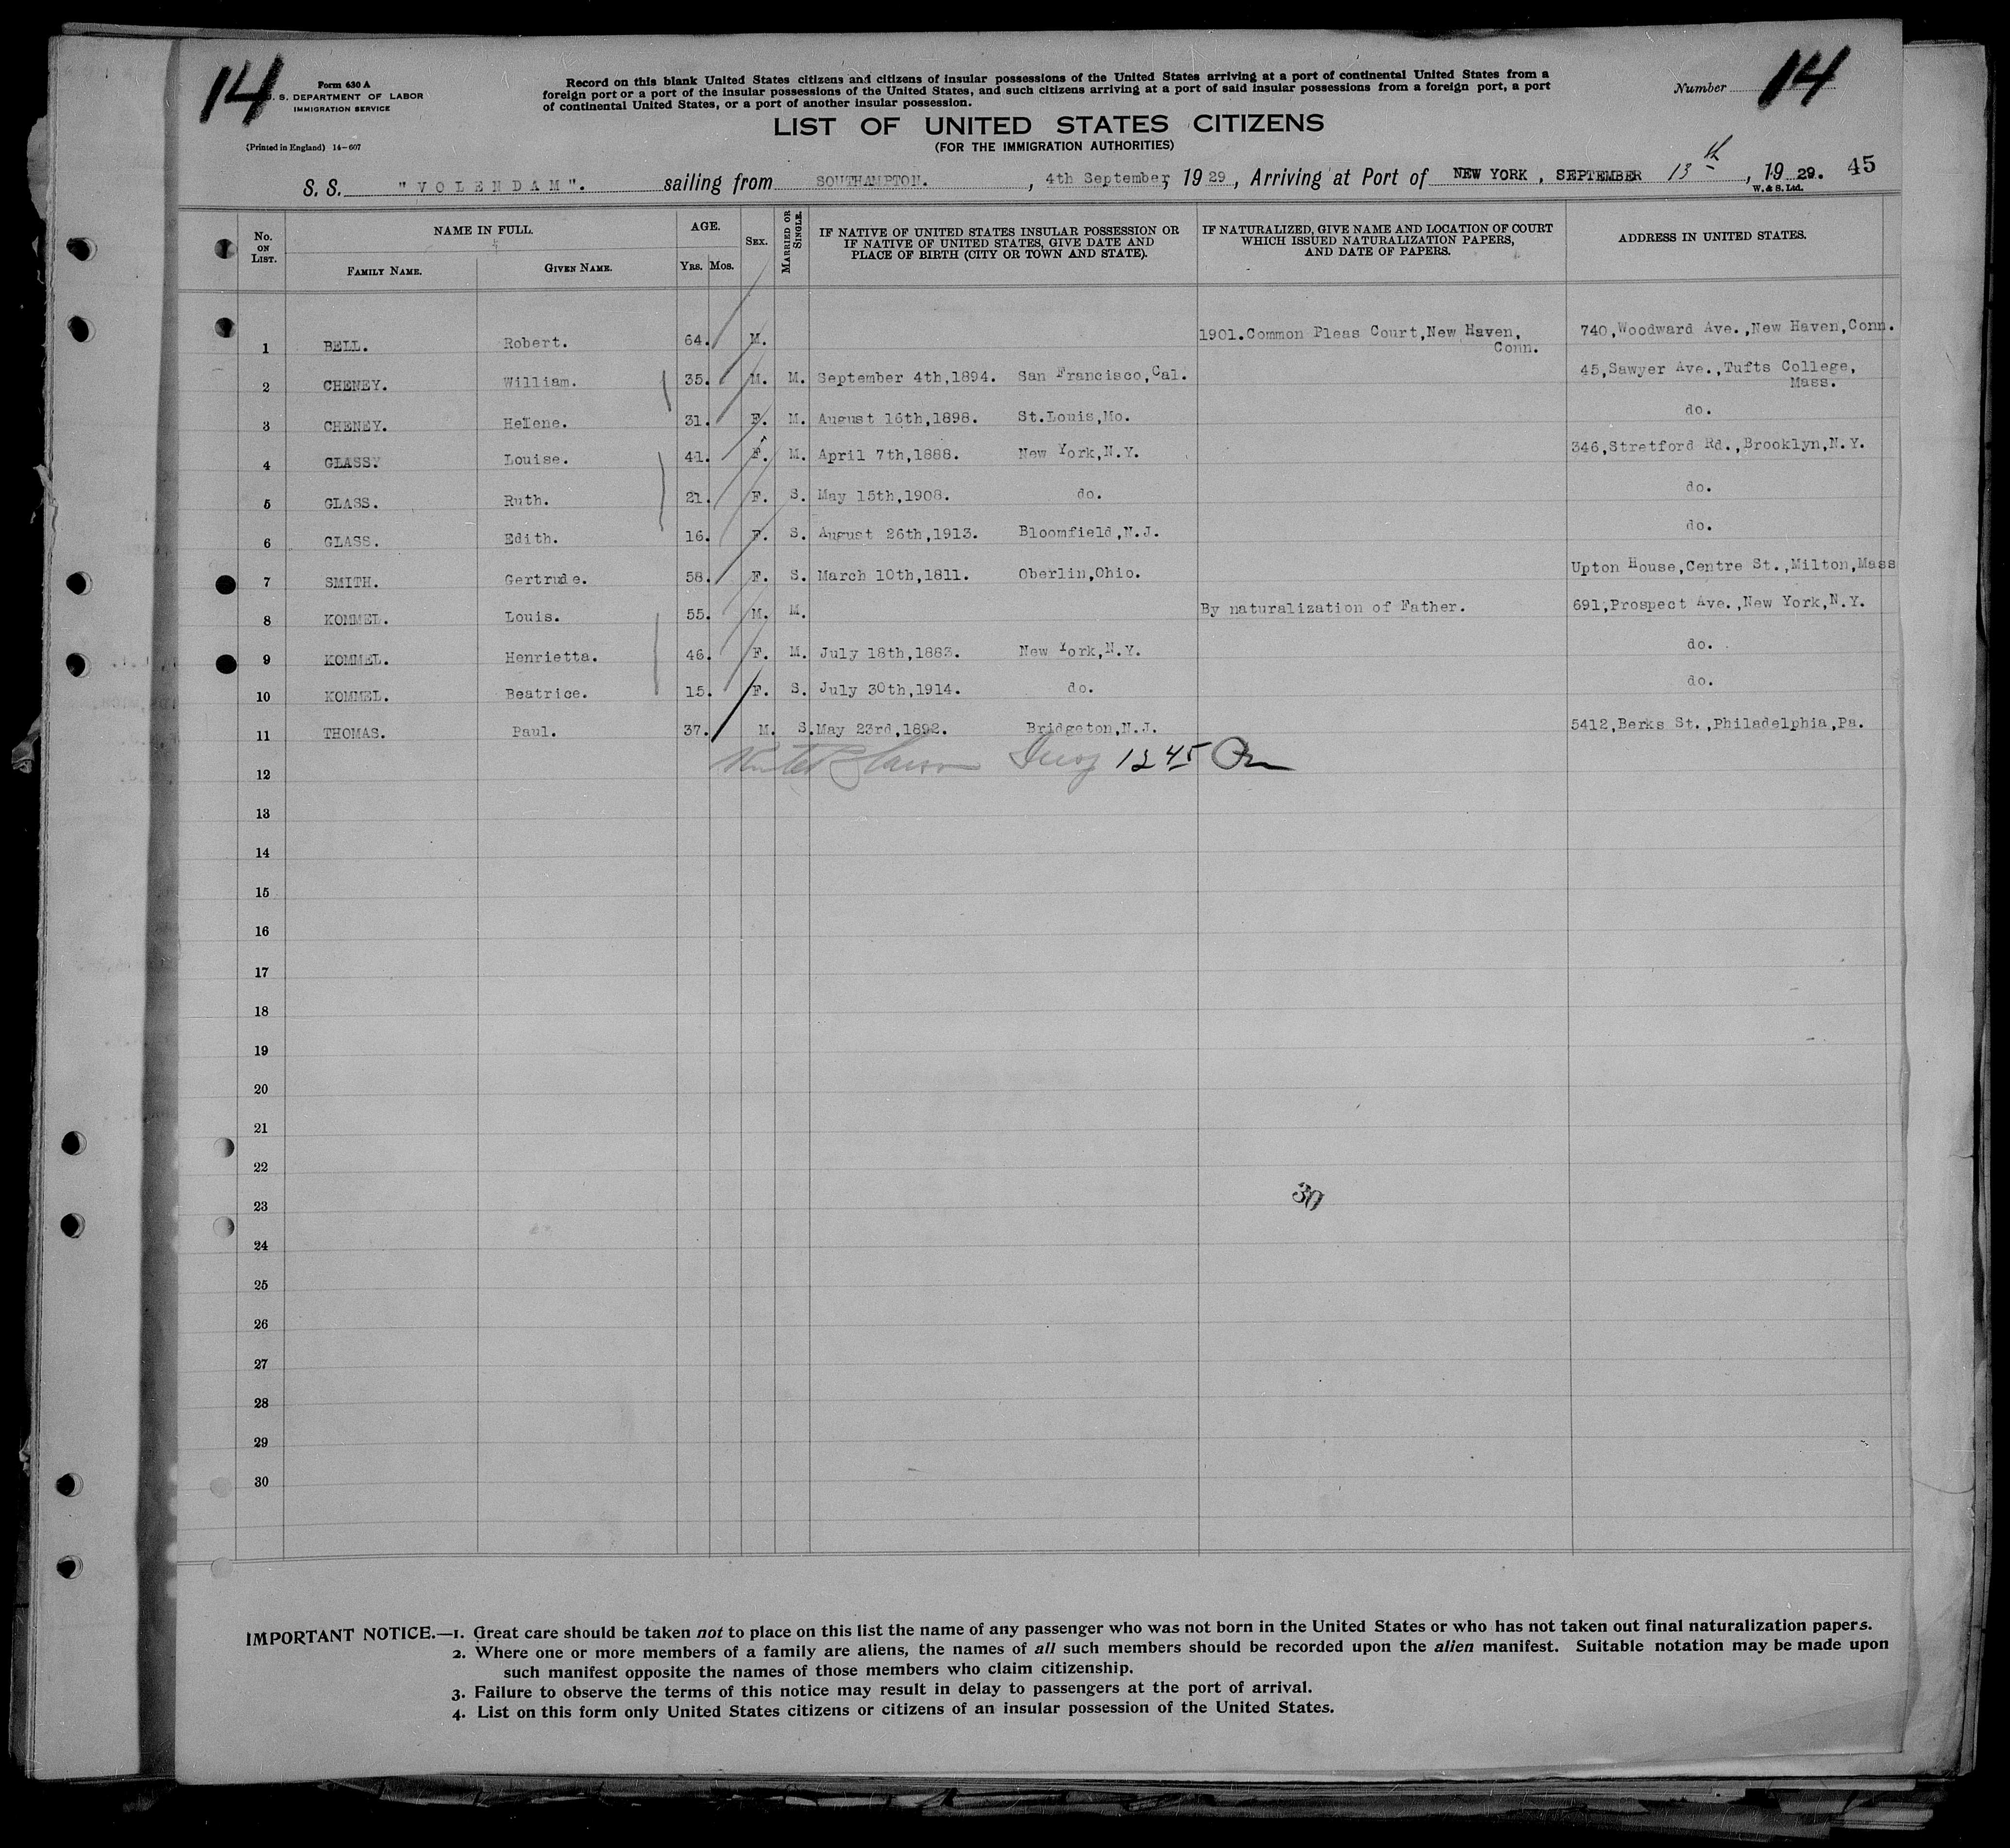 14
Form 630 A
U. S. DEPARTMENT OF LABOR
IMMIGRATION SERVICE
(Printed in England) 14-607
Record on this blank United States citizens and citizens of insular possessions of the United States arriving at a port of continental United States from a
foreign port or a port of the insular possessions of the United States, and such citizens arriving at a port of said insular possessions from a foreign port, a port
of continental United States, or a port of another insular possession.
Number 14
LIST OF UNITED STATES CITIZENS
(FOR THE IMMIGRATION AUTHORITIES)
S. S. "VOLENDAM". sailing from SOUTHAMPTON. , 4th September, 1929, Arriving at Port of NEW YORK, SEPTEMBER 13th, 1929. 45
W. & S. Ltd.
No. ON LIST. NAME IN FULL. AGE. SEX. MARRIED OR SINGLE. IF NATIVE OF UNITED STATES INSULAR POSSESSION OR IF NATIVE OF UNITED STATES, GIVE DATE AND PLACE OF BIRTH (CITY OR TOWN AND STATE). IF NATURALIZED, GIVE NAME AND LOCATION OF COURT WHICH ISSUED NATURALIZATION PAPERS, AND DATE OF PAPERS. ADDRESS IN UNITED STATES.
FAMILY NAME. GIVEN NAME. YRS. MOS.
1 BELL. Robert. 64. M. 1901.Common Pleas Court,New Haven, Conn. 740,Woodward Ave.,New Haven,Conn.
2 CHENEY. William. 35. M. M. September 4th,1894. San Francisco,Cal. 45,Sawyer Ave.,Tufts College, Mass.
3 CHENEY. Helene. 31. F. M. August 16th,1898. St.Louis,Mo. do.
4 GLASS. Louise. 41. F. M. April 7th,1888. New York,N.Y. 346,Stretford Rd.,Brooklyn,N.Y.
5 GLASS. Ruth. 21. F. S. May 15th,1908. do. do.
6 GLASS. Edith. 16. F. S. August 26th,1913. Bloomfield,N.J. do.
7 SMITH. Gertrude. 58. F. S. March 10th,1811. Oberlin,Ohio. Upton House,Centre St.,Milton,Mass
8 KOMMEL. Louis. 55. M. M. By naturalization of Father. 691,Prospect Ave.,New York,N.Y.
9 KOMMEL. Henrietta. 46. F. M. July 18th,1883. New York,N.Y. do.
10 KOMMEL. Beatrice. 15. F. S. July 30th,1914. do. do.
11 THOMAS. Paul. 37. M. S. May 23rd,1892. Bridgeton,N.J. 5412,Berks St.,Philadelphia,Pa.
12 Insp 12 45 Pm
13
14
15
16
17
18
19
20
21
22
23 30
24
25
26
27
28
29
30
IMPORTANT NOTICE.—1. Great care should be taken not to place on this list the name of any passenger who was not born in the United States or who has not taken out final naturalization papers.
2. Where one or more members of a family are aliens, the names of all such members should be recorded upon the alien manifest. Suitable notation may be made upon
such manifest opposite the names of those members who claim citizenship.
3. Failure to observe the terms of this notice may result in delay to passengers at the port of arrival.
4. List on this form only United States citizens or citizens of an insular possession of the United States.